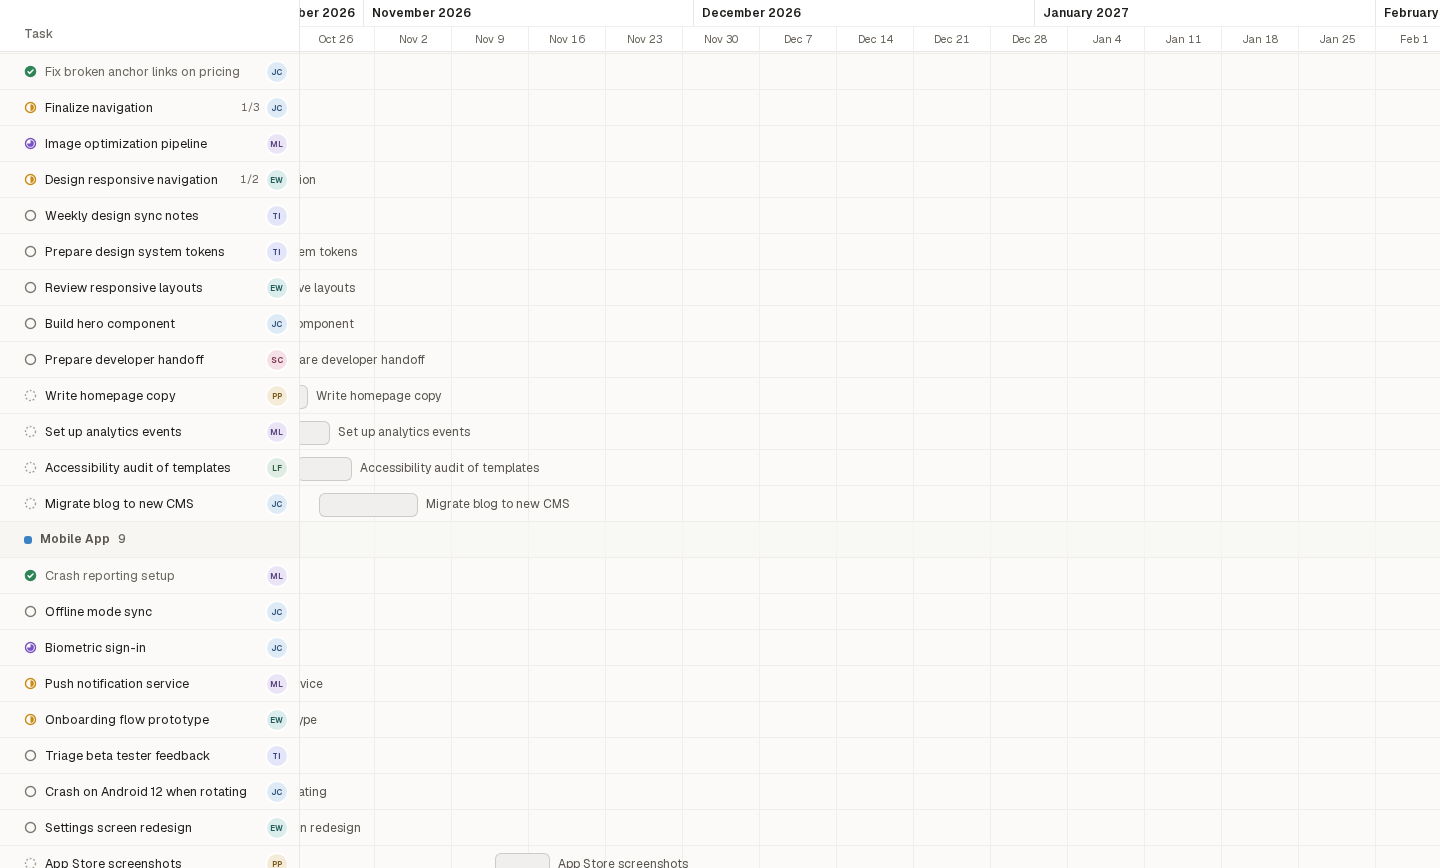 Task
ber 2026 November 2026 December 2026 January 2027 February
Oct 26 Nov 2 Nov 9 Nov 16 Nov 23 Nov 30 Dec 7 Dec 14 Dec 21 Dec 28 Jan 4 Jan 11 Jan 18 Jan 25 Feb 1
Fix broken anchor links on pricing JC
Finalize navigation 1/3 JC
Image optimization pipeline ML
Design responsive navigation 1/2 EW ion
Weekly design sync notes TI
Prepare design system tokens TI em tokens
Review responsive layouts EW ve layouts
Build hero component JC omponent
Prepare developer handoff SC are developer handoff
Write homepage copy PP Write homepage copy
Set up analytics events ML Set up analytics events
Accessibility audit of templates LF Accessibility audit of templates
Migrate blog to new CMS JC Migrate blog to new CMS
Mobile App 9
Crash reporting setup ML
Offline mode sync JC
Biometric sign-in JC
Push notification service ML vice
Onboarding flow prototype EW ype
Triage beta tester feedback TI
Crash on Android 12 when rotating JC ating
Settings screen redesign EW n redesign
App Store screenshots PP App Store screenshots